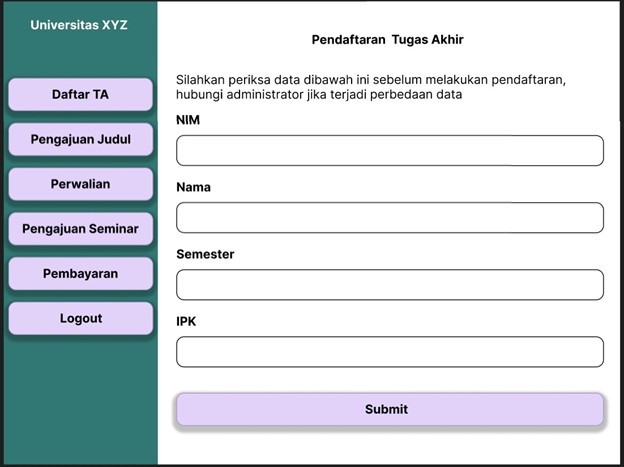 Universitas XYZ
Daftar TA
Pengajuan Judul
Perwalian
Pengajuan Seminar
Pembayaran
Logout
Pendaftaran  Tugas Akhir
Silahkan periksa data dibawah ini sebelum melakukan pendaftaran,
hubungi administrator jika terjadi perbedaan data
NIM
Nama
Semester
IPK
Submit